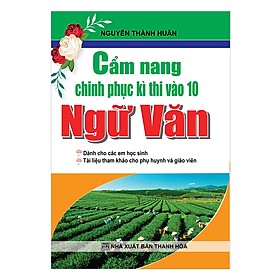 NGUYỄN THÀNH HUÂN
Cẩm nang
chinh phục kì thi vào 10
Ngữ Văn
Dành cho các em học sinh
Tài liệu tham khảo cho phụ huynh và giáo viên
NHÀ XUẤT BẢN THANH HÓA